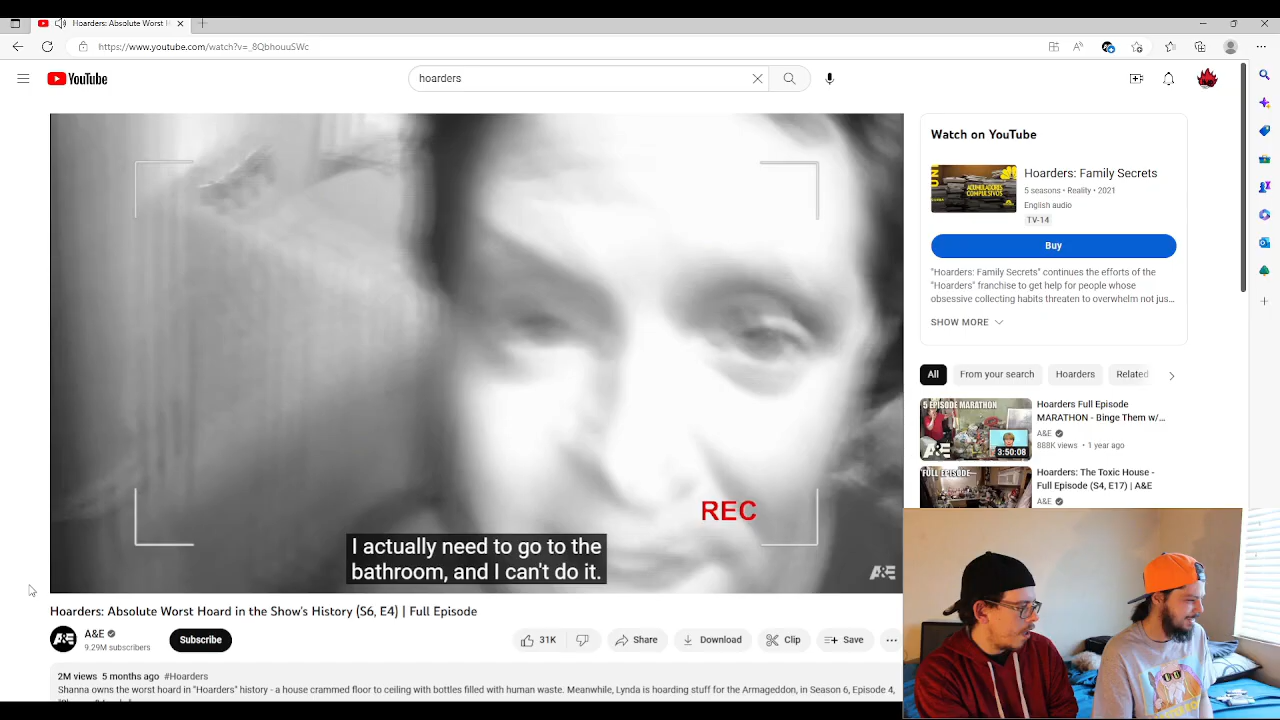 Hoarders: Absolute Worst H
https://www.youtube.com/watch?v=_8QbhouuSWc
YouTube
hoarders
REC
I actually need to go to the
bathroom, and I can't do it.
A&E
Hoarders: Absolute Worst Hoard in the Show's History (S6, E4) | Full Episode
A&E
A&E
9.29M subscribers
Subscribe
31K
Share
Download
Clip
Save
2M views 5 months ago #Hoarders
Shanna owns the worst hoard in "Hoarders" history - a house crammed floor to ceiling with bottles filled with human waste. Meanwhile, Lynda is hoarding stuff for the Armageddon, in Season 6, Episode 4,
Watch on YouTube
ACUMULADORES
COMPULSIVOS
Hoarders: Family Secrets
5 seasons • Reality • 2021
English audio
TV-14
Buy
"Hoarders: Family Secrets" continues the efforts of the
"Hoarders" franchise to get help for people whose
obsessive collecting habits threaten to overwhelm not jus...
SHOW MORE
All
From your search
Hoarders
Related
5 EPISODE MARATHON
A&E
3:50:08
Hoarders Full Episode
MARATHON - Binge Them w/...
A&E
888K views • 1 year ago
FULL EPISODE
Hoarders: The Toxic House -
Full Episode (S4, E17) | A&E
A&E